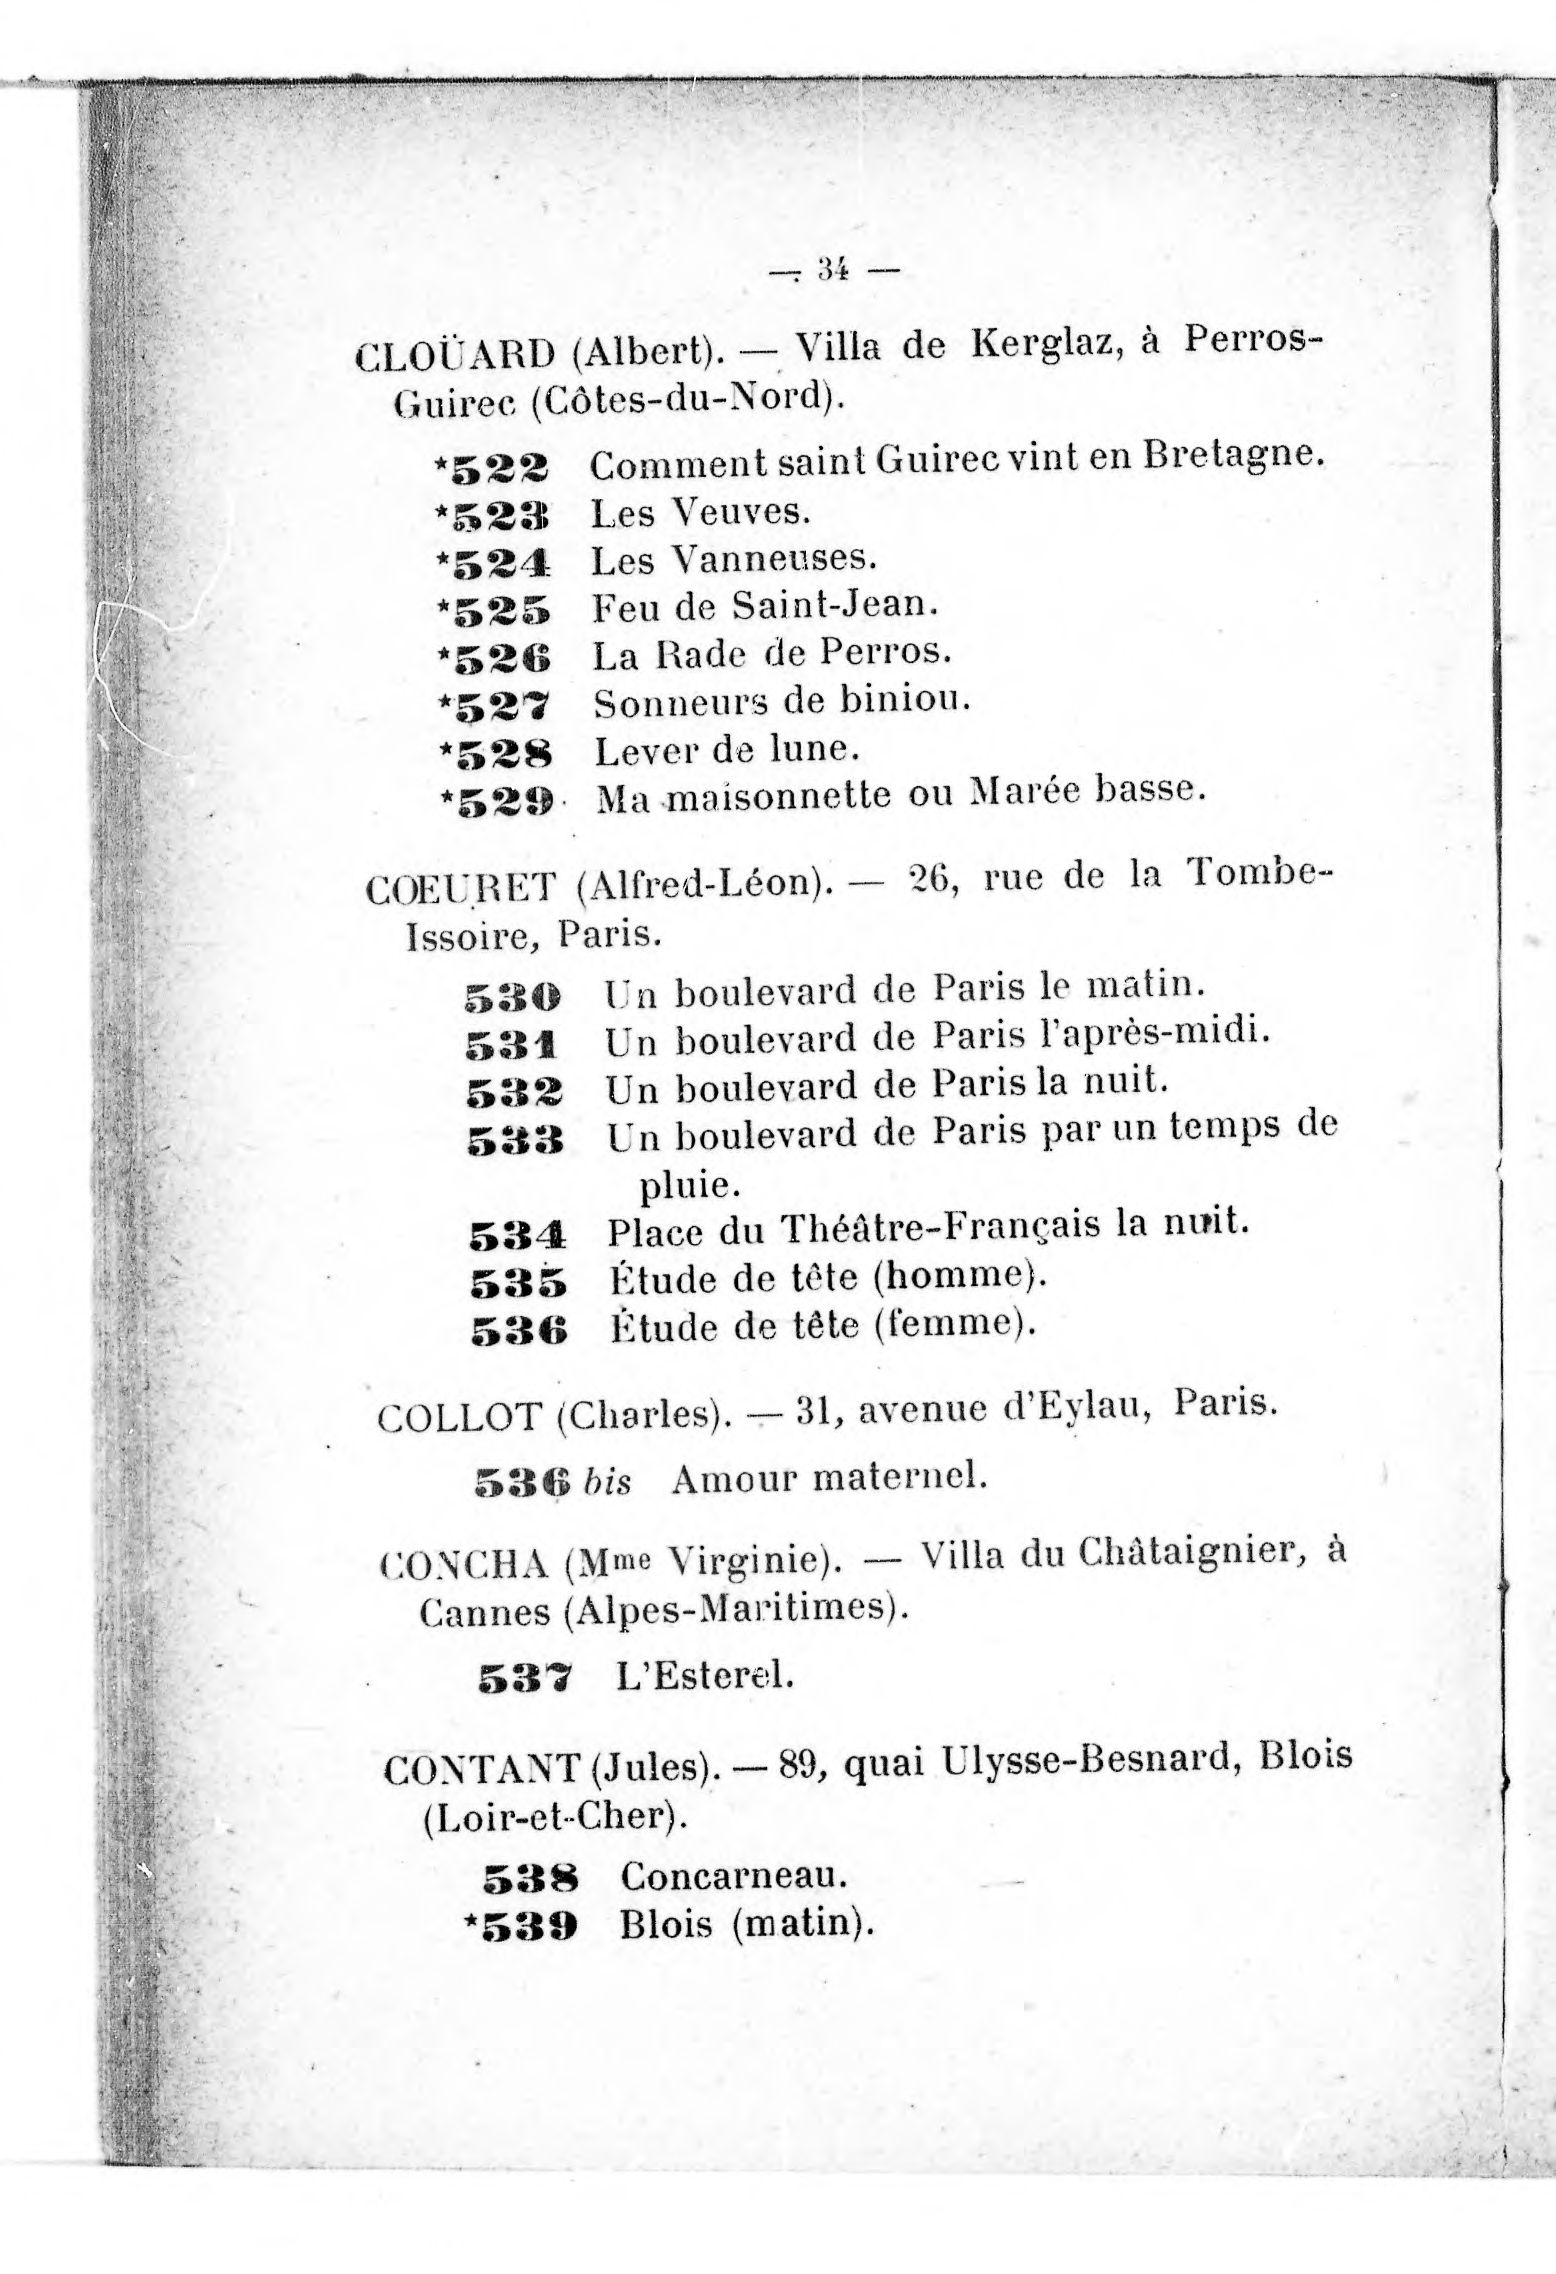 — 34 —
CLOÜARD (Albert). — Villa de Kerglaz, à Perros-
Guirec (Côtes-du-Nord).
*522 Comment saint Guirec vint en Bretagne.
*523 Les Veuves.
*524 Les Vanneuses.
*525 Feu de Saint-Jean.
*526 La Rade de Perros.
*527 Sonneurs de biniou.
*528 Lever de lune.
*529 Ma maisonnette ou Marée basse.
COEURET (Alfred-Léon). — 26, rue de la Tombe-
Issoire, Paris.
530 Un boulevard de Paris le matin.
531 Un boulevard de Paris l'après-midi.
532 Un boulevard de Paris la nuit.
533 Un boulevard de Paris par un temps de
pluie.
534 Place du Théâtre-Français la nuit.
535 Étude de tête (homme).
536 Étude de tête (femme).
COLLOT (Charles). — 31, avenue d'Eylau, Paris.
536 bis Amour maternel.
CONCHA (Mme Virginie). — Villa du Châtaignier, à
Cannes (Alpes-Maritimes).
537 L'Esterel.
CONTANT (Jules). — 89, quai Ulysse-Besnard, Blois
(Loir-et-Cher).
538 Concarneau.
*539 Blois (matin).